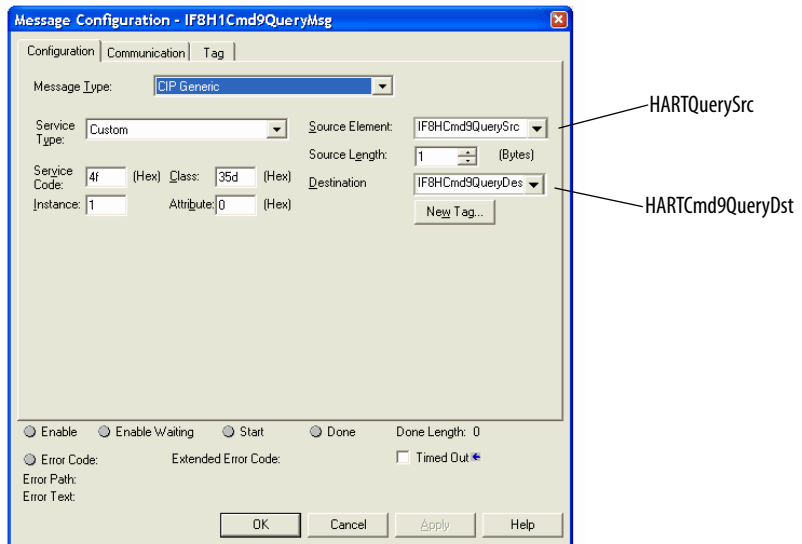 Message Configuration - IF8H1Cmd9QueryMsg
Configuration Communication Tag
Message Type: CIP Generic
Service Type: Custom
Source Element: IF8HCmd9QuerySrc
HARTQuerySrc
Source Length: 1 (Bytes)
Service Code: 4f (Hex) Class: 35d (Hex)
Destination IF8HCmd9QueryDes
HARTCmd9QueryDst
Instance: 1 Attribute: 0 (Hex)
New Tag...
Enable Enable Waiting Start Done Done Length: 0
Error Code: Extended Error Code: Timed Out
Error Path:
Error Text:
OK Cancel Apply Help